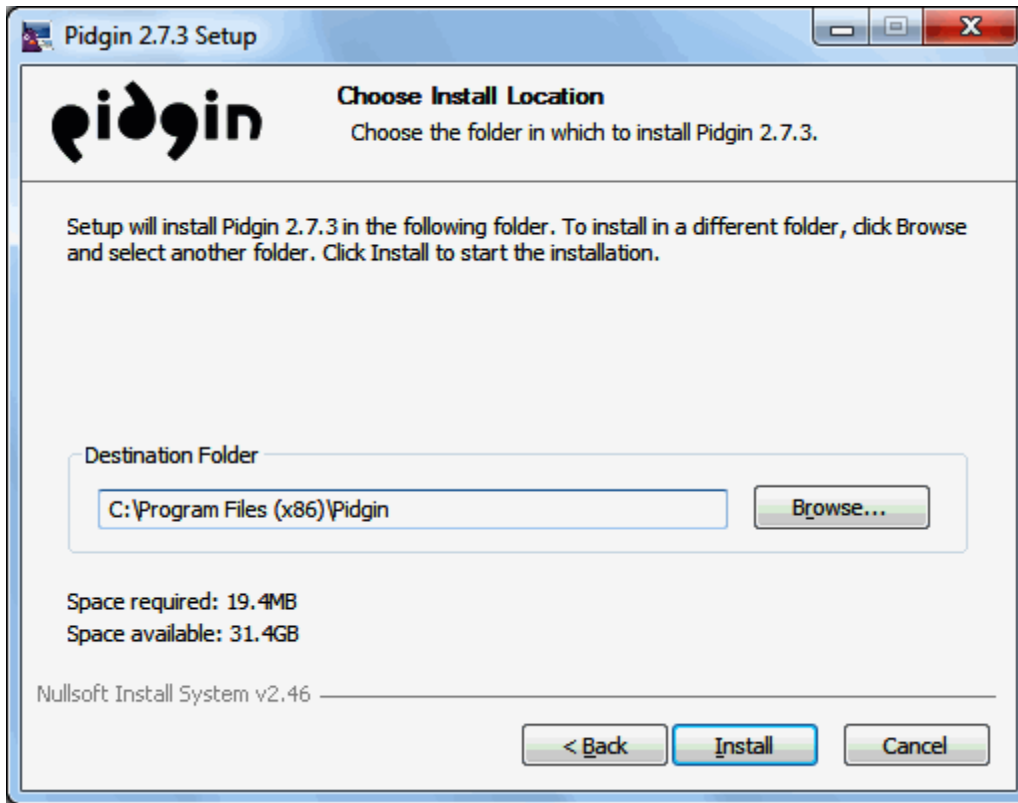 Pidgin 2.7.3 Setup
pidgin
Choose Install Location
Choose the folder in which to install Pidgin 2.7.3.
Setup will install Pidgin 2.7.3 in the following folder. To install in a different folder, click Browse
and select another folder. Click Install to start the installation.
Destination Folder
C:\Program Files (x86)\Pidgin
Browse...
Space required: 19.4MB
Space available: 31.4GB
Nullsoft Install System v2.46
< Back
Install
Cancel